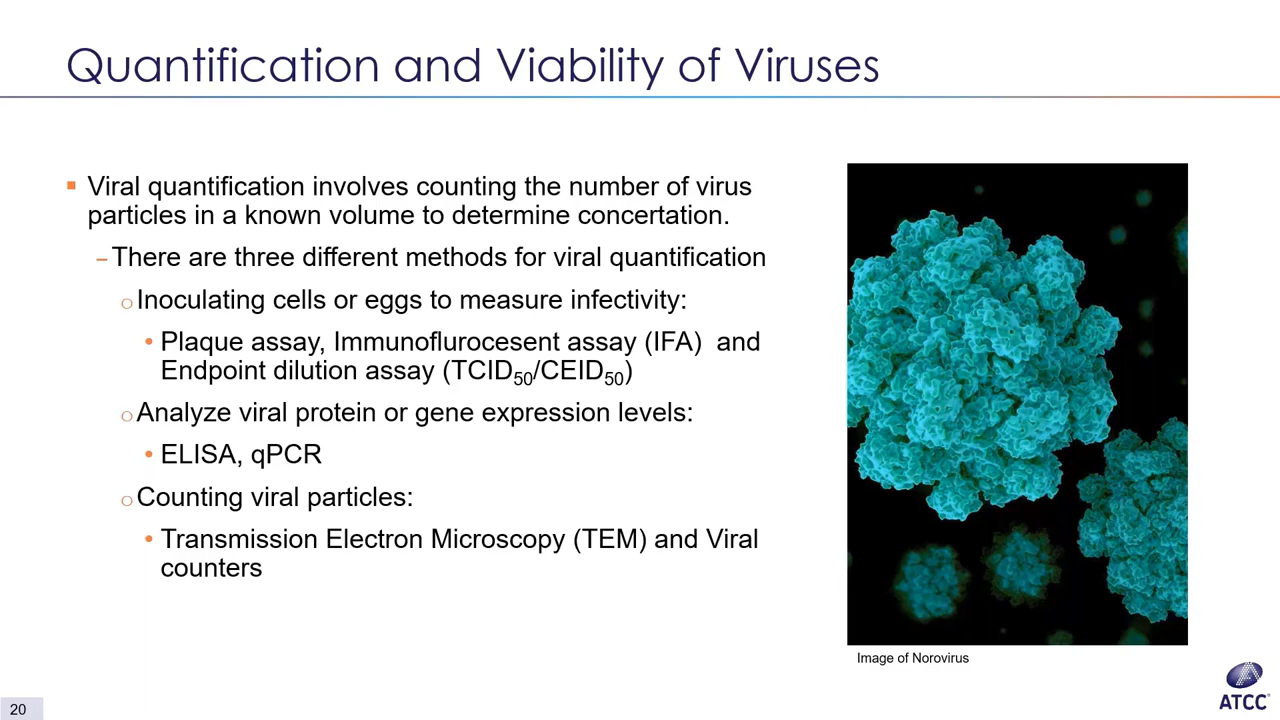 Quantification and Viability of Viruses
▪ Viral quantification involves counting the number of virus
particles in a known volume to determine concertation.
– There are three different methods for viral quantification
o Inoculating cells or eggs to measure infectivity:
• Plaque assay, Immunoflurocesent assay (IFA) and
Endpoint dilution assay (TCID50/CEID50)
o Analyze viral protein or gene expression levels:
• ELISA, qPCR
o Counting viral particles:
• Transmission Electron Microscopy (TEM) and Viral
counters
Image of Norovirus
20
ATCC®